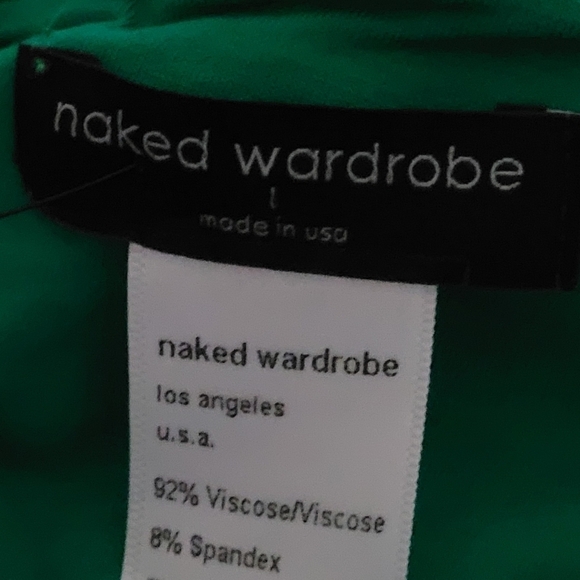 naked wardrobe
l
made in usa
naked wardrobe
los angeles
u.s.a.
92% Viscose/Viscose
8% Spandex